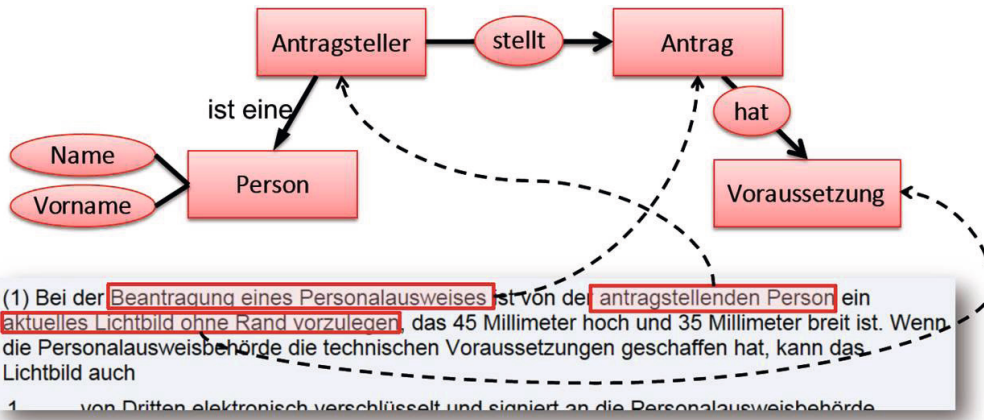 Antragsteller
stellt
Antrag
ist eine
hat
Name
Vorname
Person
Voraussetzung
(1) Bei der Beantragung eines Personalausweises ist von der antragstellenden Person ein
aktuelles Lichtbild ohne Rand vorzulegen, das 45 Millimeter hoch und 35 Millimeter breit ist. Wenn
die Personalausweisbehörde die technischen Voraussetzungen geschaffen hat, kann das
Lichtbild auch
1. von Dritten elektronisch verschlüsselt und signiert an die Personalausweisbehörde